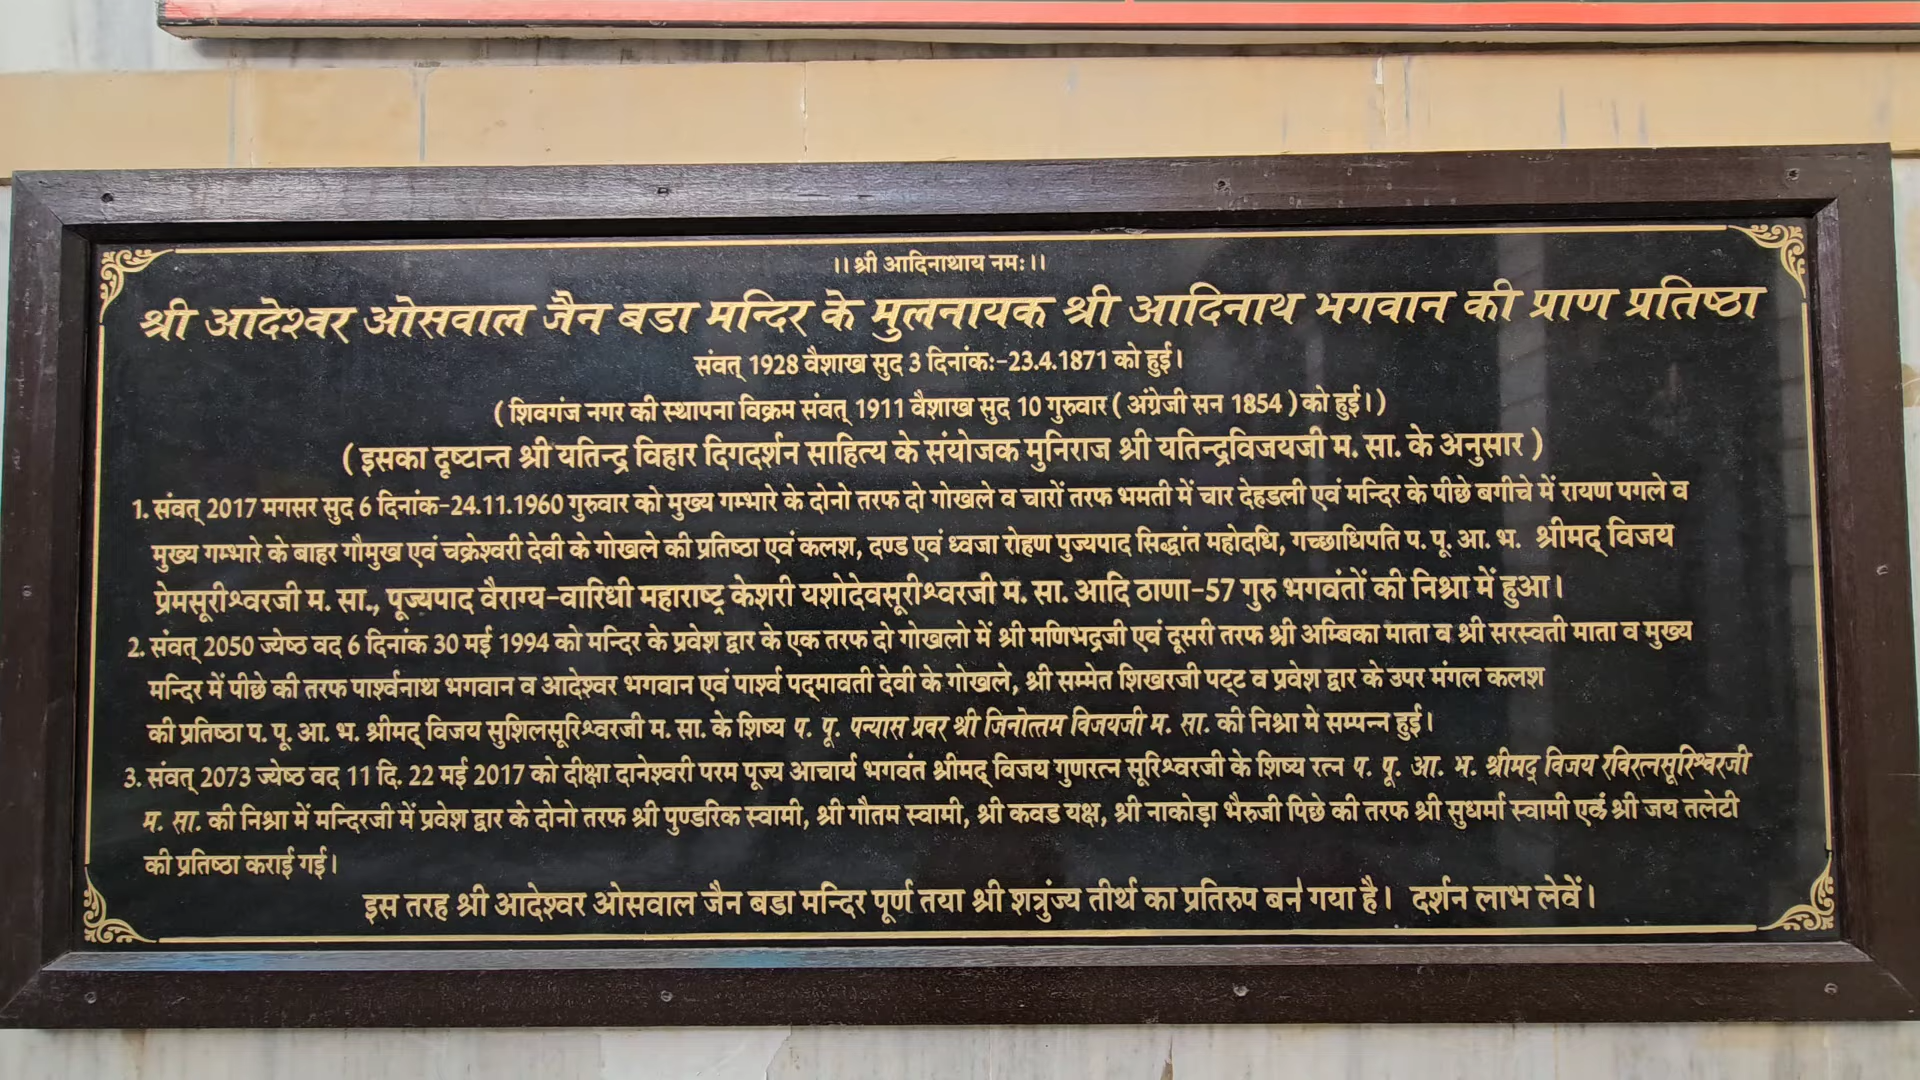 ।। श्री आदिनाथाय नमः ।।
श्री आदेश्वर ओसवाल जैन बडा मन्दिर के मुलनायक श्री आदिनाथ भगवान की प्राण प्रतिष्ठा
संवत् 1928 वैशाख सुद 3 दिनांकः-23.4.1871 को हुई।
( शिवगंज नगर की स्थापना विक्रम संवत् 1911 वैशाख सुद 10 गुरुवार ( अंग्रेजी सन 1854 ) को हुई। )
( इसका दृष्टान्त श्री यतिन्द्र विहार दिगदर्शन साहित्य के संयोजक मुनिराज श्री यतिन्द्रविजयजी म. सा. के अनुसार )
1. संवत् 2017 मगसर सुद 6 दिनांक-24.11.1960 गुरुवार को मुख्य गम्भारे के दोनो तरफ दो गोखले व चारों तरफ भमती में चार देहडली एवं मन्दिर के पीछे बगीचे में रायण पगले व
मुख्य गम्भारे के बाहर गौमुख एवं चक्रेश्वरी देवी के गोखले की प्रतिष्ठा एवं कलश, दण्ड एवं ध्वजा रोहण पुज्यपाद सिद्धांत महोदधि, गच्छाधिपति प. पू. आ. भ. श्रीमद् विजय
प्रेमसूरीश्वरजी म. सा., पूज्यपाद वैराग्य-वारिधी महाराष्ट्र केशरी यशोदेवसूरीश्वरजी म. सा. आदि ठाणा-57 गुरु भगवंतों की निश्रा में हुआ।
2. संवत् 2050 ज्येष्ठ वद 6 दिनांक 30 मई 1994 को मन्दिर के प्रवेश द्वार के एक तरफ दो गोखलो में श्री मणिभद्रजी एवं दूसरी तरफ श्री अम्बिका माता व श्री सरस्वती माता व मुख्य
मन्दिर में पीछे की तरफ पार्श्वनाथ भगवान व आदेश्वर भगवान एवं पार्श्व पद्मावती देवी के गोखले, श्री सम्मेत शिखरजी पट्ट व प्रवेश द्वार के उपर मंगल कलश
की प्रतिष्ठा प. पू. आ. भ. श्रीमद् विजय सुशिलसूरिश्वरजी म. सा. के शिष्य प. पू. पन्यास प्रवर श्री जिनोत्तम विजयजी म. सा. की निश्रा मे सम्पन्न हुई।
3. संवत् 2073 ज्येष्ठ वद 11 दि. 22 मई 2017 को दीक्षा दानेश्वरी परम पूज्य आचार्य भगवंत श्रीमद् विजय गुणरत्न सूरिश्वरजी के शिष्य रत्न प. पू. आ. भ. श्रीमद् विजय रविरत्नसूरिश्वरजी
म. सा. की निश्रा में मन्दिरजी में प्रवेश द्वार के दोनो तरफ श्री पुण्डरिक स्वामी, श्री गौतम स्वामी, श्री कवड यक्ष, श्री नाकोड़ा भैरुजी पिछे की तरफ श्री सुधर्मा स्वामी एवं श्री जय तलेटी
की प्रतिष्ठा कराई गई।
इस तरह श्री आदेश्वर ओसवाल जैन बडा मन्दिर पूर्ण तया श्री शत्रुंज्य तीर्थ का प्रतिरुप बन गया है। दर्शन लाभ लेवें।